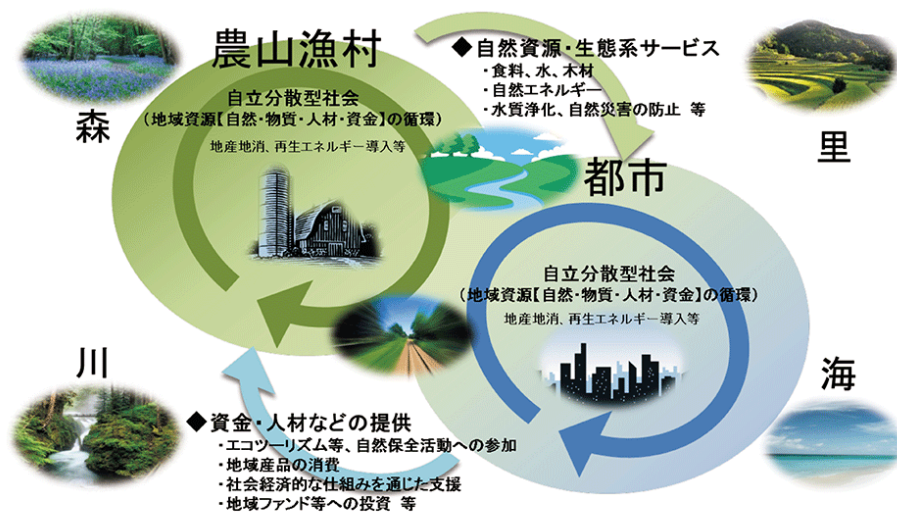 農山漁村
自立分散型社会
(地域資源【自然・物質・人材・資金】の循環)
地産地消、再生エネルギー導入等
◆自然資源・生態系サービス
・食料、水、木材
・自然エネルギー
・水質浄化、自然災害の防止 等
森
里
都市
自立分散型社会
(地域資源【自然・物質・人材・資金】の循環)
地産地消、再生エネルギー導入等
川
海
◆資金・人材などの提供
・エコツーリズム等、自然保全活動への参加
・地域産品の消費
・社会経済的な仕組みを通じた支援
・地域ファンド等への投資 等